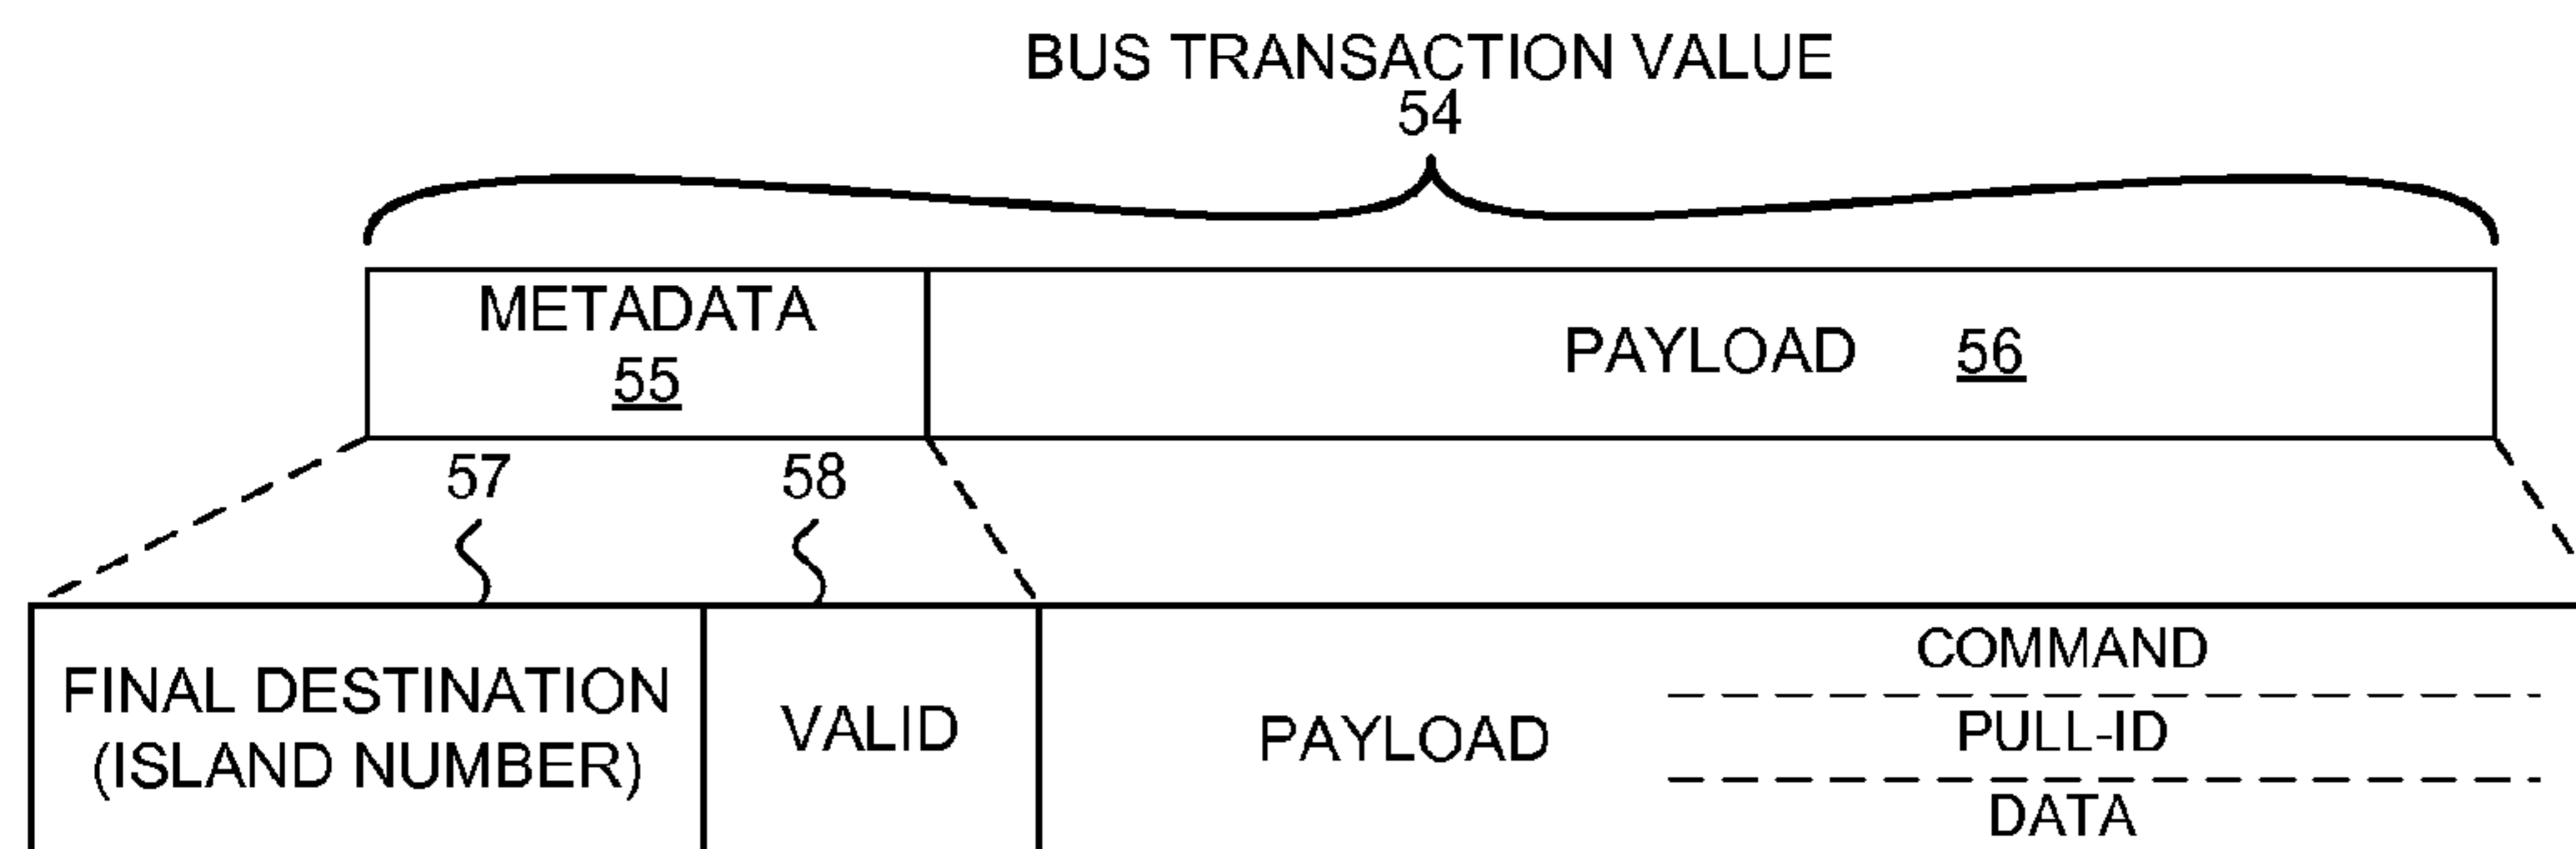 BUS TRANSACTION VALUE
54
METADATA
55
PAYLOAD 56
57
58
FINAL DESTINATION
(ISLAND NUMBER)
VALID
PAYLOAD
COMMAND
PULL-ID
DATA